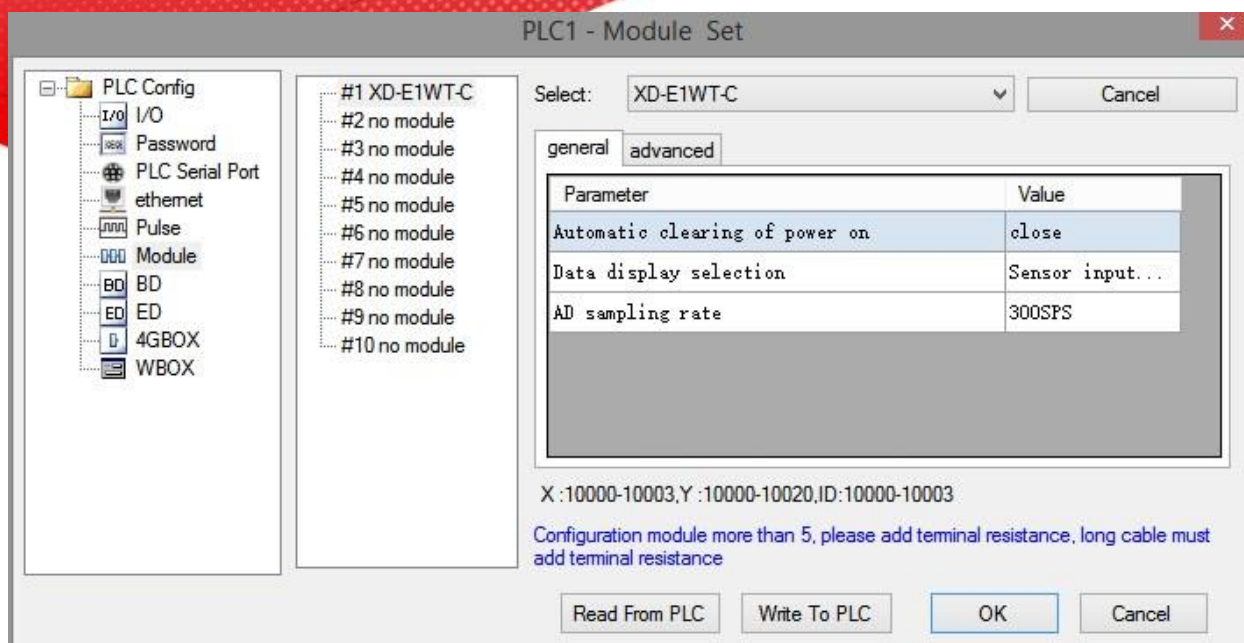 PLC1 - Module Set
PLC Config
I/O
I/O
Password
PLC Serial Port
ethernet
Pulse
Module
BD
BD
ED
ED
4GBOX
WBOX
#1 XD-E1WT-C
#2 no module
#3 no module
#4 no module
#5 no module
#6 no module
#7 no module
#8 no module
#9 no module
#10 no module
Select: XD-E1WT-C Cancel
general advanced
Parameter Value
Automatic clearing of power on close
Data display selection Sensor input...
AD sampling rate 300SPS
X :10000-10003,Y :10000-10020,ID:10000-10003
Configuration module more than 5, please add terminal resistance, long cable must
add terminal resistance
Read From PLC Write To PLC OK Cancel